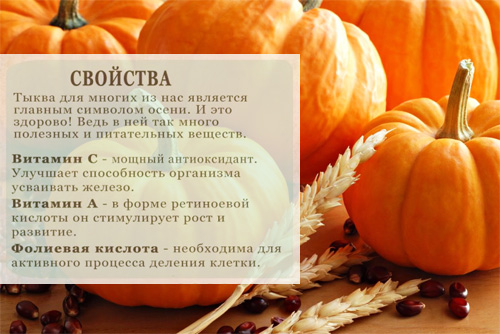 СВОЙСТВА
Тыква для многих из нас является
главным символом осени. И это
здорово! Ведь в ней так много
полезных и питательных веществ.
Витамин С - мощный антиоксидант.
Улучшает способность организма
усваивать железо.
Витамин А - в форме рстиноевой
кислоты он стимулирует рост и
развитие.
Фолиевая кислота - необходима для
активного процесса деления клетки.